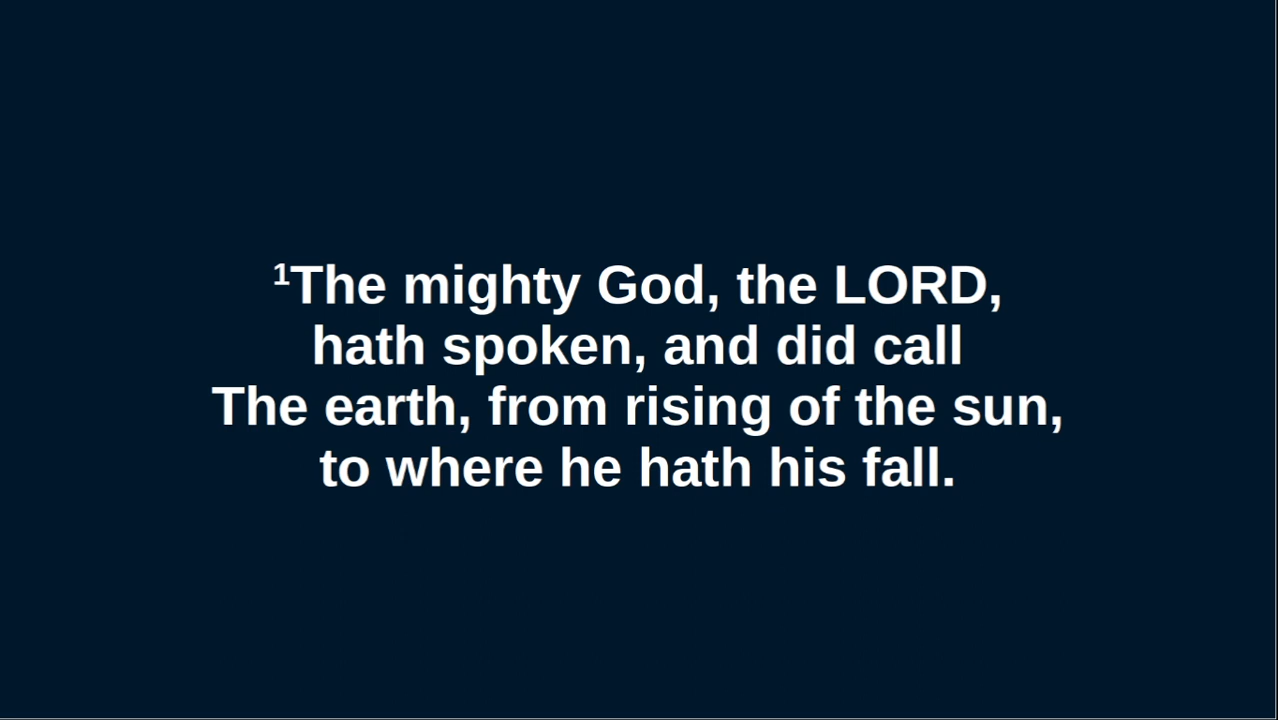 ¹The mighty God, the LORD,
hath spoken, and did call
The earth, from rising of the sun,
to where he hath his fall.